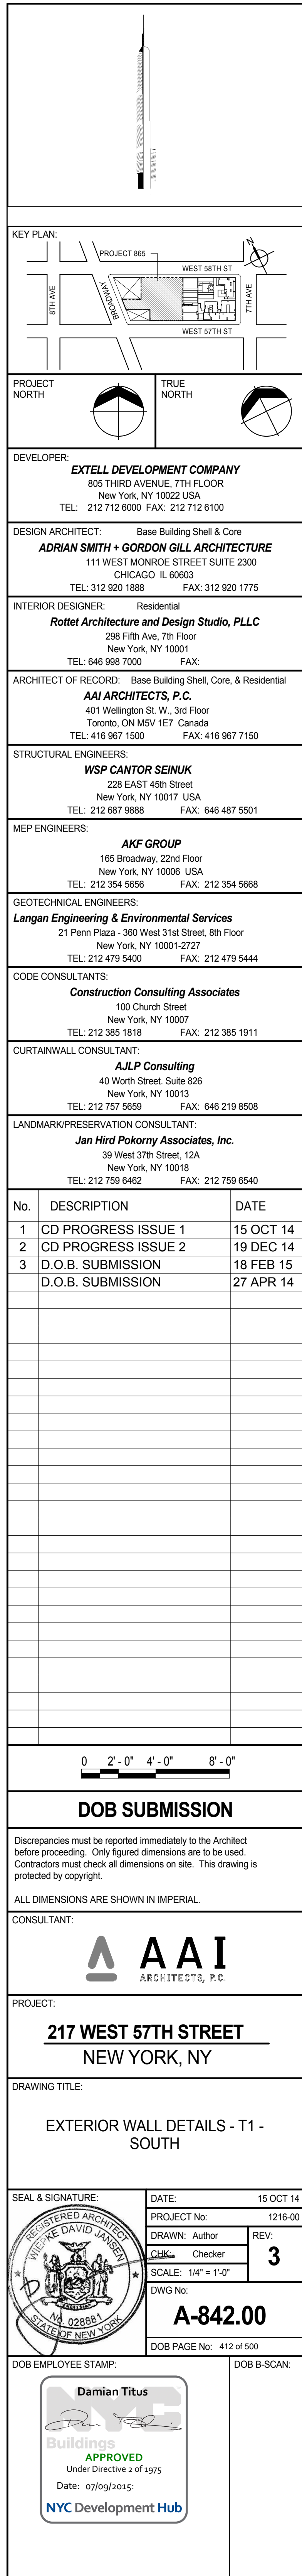 KEY PLAN:
N
PROJECT 865
WEST 58TH ST
8TH AVE
BROADWAY
7TH AVE
WEST 57TH ST
PROJECT NORTH
TRUE NORTH
DEVELOPER:
EXTELL DEVELOPMENT COMPANY
805 THIRD AVENUE, 7TH FLOOR
New York, NY 10022 USA
TEL: 212 712 6000 FAX: 212 712 6100
DESIGN ARCHITECT: Base Building Shell & Core
ADRIAN SMITH + GORDON GILL ARCHITECTURE
111 WEST MONROE STREET SUITE 2300
CHICAGO IL 60603
TEL: 312 920 1888 FAX: 312 920 1775
INTERIOR DESIGNER: Residential
Rottet Architecture and Design Studio, PLLC
298 Fifth Ave, 7th Floor
New York, NY 10001
TEL: 646 998 7000 FAX:
ARCHITECT OF RECORD: Base Building Shell, Core, & Residential
AAI ARCHITECTS, P.C.
401 Wellington St. W., 3rd Floor
Toronto, ON M5V 1E7 Canada
TEL: 416 967 1500 FAX: 416 967 7150
STRUCTURAL ENGINEERS:
WSP CANTOR SEINUK
228 EAST 45th Street
New York, NY 10017 USA
TEL: 212 687 9888 FAX: 646 487 5501
MEP ENGINEERS:
AKF GROUP
165 Broadway, 22nd Floor
New York, NY 10006 USA
TEL: 212 354 5656 FAX: 212 354 5668
GEOTECHNICAL ENGINEERS:
Langan Engineering & Environmental Services
21 Penn Plaza - 360 West 31st Street, 8th Floor
New York, NY 10001-2727
TEL: 212 479 5400 FAX: 212 479 5444
CODE CONSULTANTS:
Construction Consulting Associates
100 Church Street
New York, NY 10007
TEL: 212 385 1818 FAX: 212 385 1911
CURTAINWALL CONSULTANT:
AJLP Consulting
40 Worth Street. Suite 826
New York, NY 10013
TEL: 212 757 5659 FAX: 646 219 8508
LANDMARK/PRESERVATION CONSULTANT:
Jan Hird Pokorny Associates, Inc.
39 West 37th Street, 12A
New York, NY 10018
TEL: 212 759 6462 FAX: 212 759 6540
No. DESCRIPTION DATE
1 CD PROGRESS ISSUE 1 15 OCT 14
2 CD PROGRESS ISSUE 2 19 DEC 14
3 D.O.B. SUBMISSION 18 FEB 15
D.O.B. SUBMISSION 27 APR 14
0 2' - 0" 4' - 0" 8' - 0"
DOB SUBMISSION
Discrepancies must be reported immediately to the Architect
before proceeding. Only figured dimensions are to be used.
Contractors must check all dimensions on site. This drawing is
protected by copyright.
ALL DIMENSIONS ARE SHOWN IN IMPERIAL.
CONSULTANT:
AAI
ARCHITECTS, P.C.
PROJECT:
217 WEST 57TH STREET
NEW YORK, NY
DRAWING TITLE:
EXTERIOR WALL DETAILS - T1 -
SOUTH
SEAL & SIGNATURE:
REGISTERED ARCHITECT
WIEPKE DAVID JANSEN
No. 028881
STATE OF NEW YORK
DATE: 15 OCT 14
PROJECT No: 1216-00
DRAWN: Author
CHK: Checker
SCALE: 1/4" = 1'-0"
REV:
3
DWG No:
A-842.00
DOB PAGE No: 412 of 500
DOB EMPLOYEE STAMP:
DOB B-SCAN:
NYC
Damian Titus
Buildings
APPROVED
Under Directive 2 of 1975
Date: 07/09/2015:
NYC Development Hub